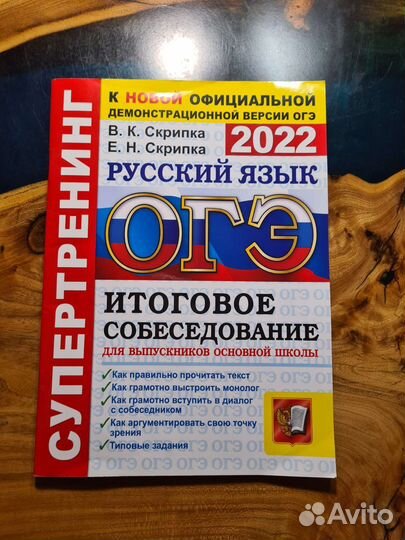 СУПЕРТРЕНИНГ
К НОВОЙ ОФИЦИАЛЬНОЙ
ДЕМОНСТРАЦИОННОЙ ВЕРСИИ ОГЭ
В. К. Скрипка
Е. Н. Скрипка
2022
РУССКИЙ ЯЗЫК
ОГЭ
ИТОГОВОЕ
СОБЕСЕДОВАНИЕ
ДЛЯ ВЫПУСКНИКОВ ОСНОВНОЙ ШКОЛЫ
Как правильно прочитать текст
Как грамотно выстроить монолог
Как грамотно вступить в диалог
с собеседником
Как аргументировать свою точку
зрения
Типовые задания
Avito